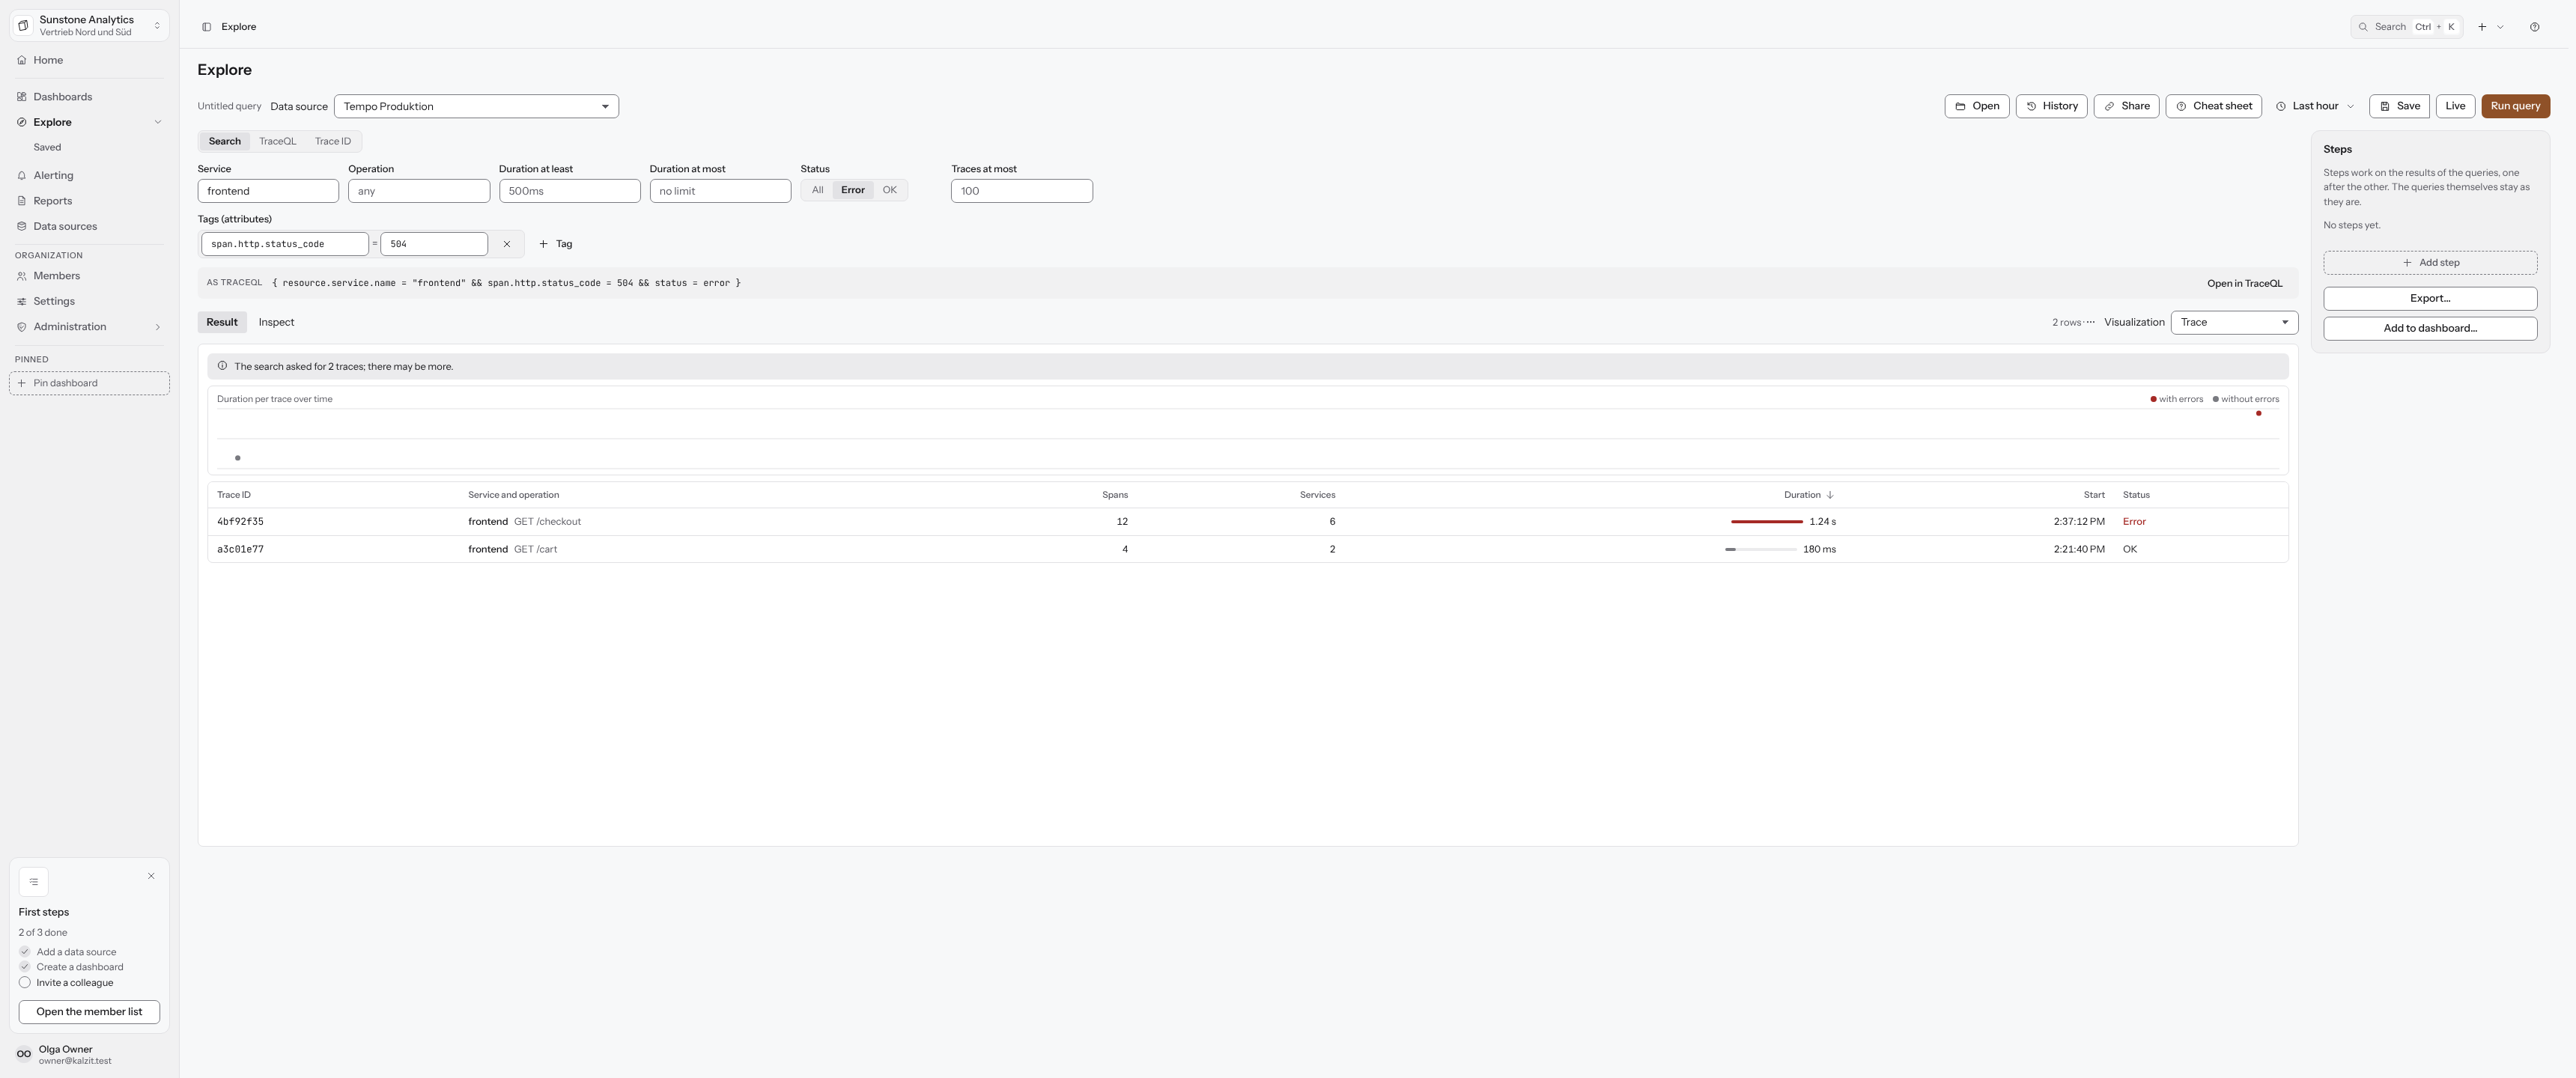 Sunstone Analytics
Vertrieb Nord und Süd
Home
Dashboards
Explore
Saved
Alerting
Reports
Data sources
ORGANIZATION
Members
Settings
Administration
PINNED
Pin dashboard
First steps
2 of 3 done
Add a data source
Create a dashboard
Invite a colleague
Open the member list
OO
Olga Owner
owner@kalzit.test
Explore
Search Ctrl + K
Explore
Untitled query Data source Tempo Produktion
Open History Share Cheat sheet Last hour Save Live Run query
Search TraceQL Trace ID
Service Operation Duration at least Duration at most Status Traces at most
frontend any 500ms no limit All Error OK 100
Tags (attributes)
span.http.status_code = 504 Tag
AS TRACEQL { resource.service.name = "frontend" && span.http.status_code = 504 && status = error } Open in TraceQL
Result Inspect 2 rows · ··· Visualization Trace
The search asked for 2 traces; there may be more.
Duration per trace over time with errors without errors
Trace ID Service and operation Spans Services Duration Start Status
4bf92f35 frontend GET /checkout 12 6 1.24 s 2:37:12 PM Error
a3c01e77 frontend GET /cart 4 2 180 ms 2:21:40 PM OK
Steps
Steps work on the results of the queries, one
after the other. The queries themselves stay as
they are.
No steps yet.
Add step
Export...
Add to dashboard...